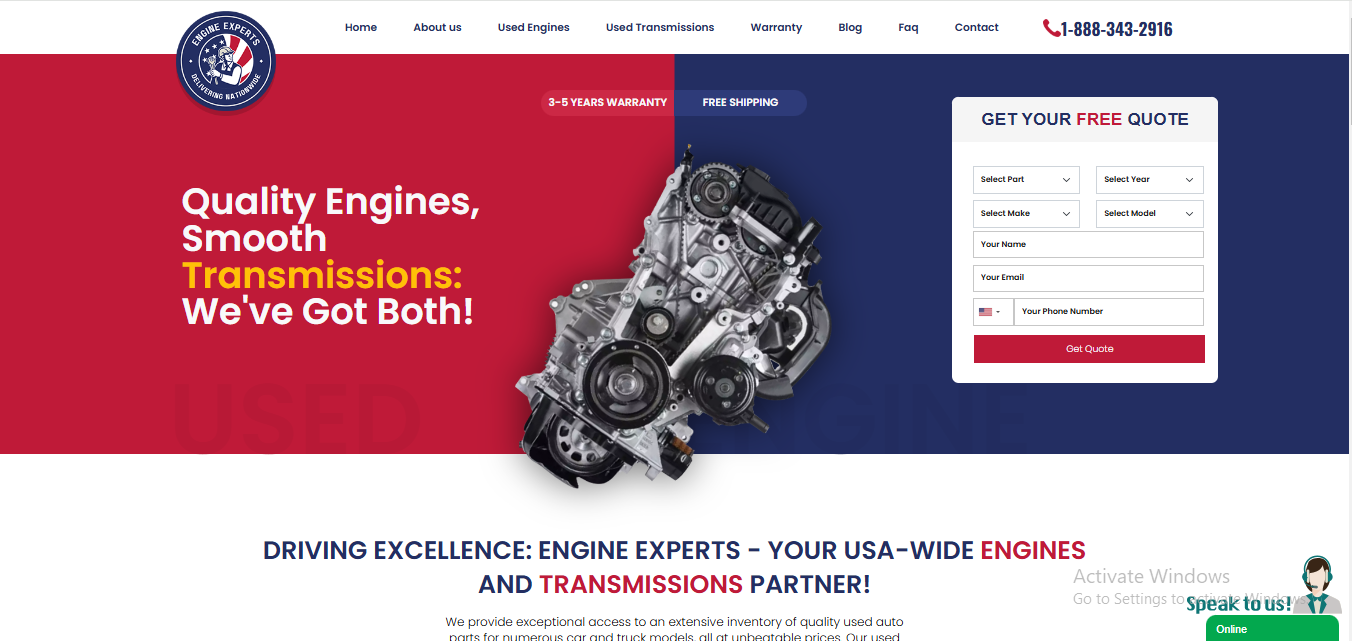 ENGINE EXPERTS
DELIVERING NATIONWIDE
Home About us Used Engines Used Transmissions Warranty Blog Faq Contact 1-888-343-2916
3-5 YEARS WARRANTY FREE SHIPPING
GET YOUR FREE QUOTE
Select Part Select Year
Select Make Select Model
Your Name
Your Email
Your Phone Number
Get Quote
Quality Engines,
Smooth
Transmissions:
We've Got Both!
USED ENGINE
DRIVING EXCELLENCE: ENGINE EXPERTS - YOUR USA-WIDE ENGINES
AND TRANSMISSIONS PARTNER!
We provide exceptional access to an extensive inventory of quality used auto
parts for numerous car and truck models, all at unbeatable prices. Our used
Activate Windows
Go to Settings to activate Windows.
Speak to us!
Online